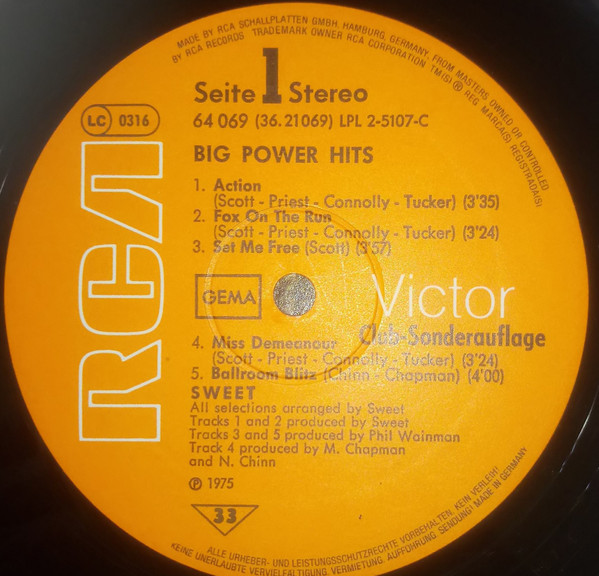 MADE BY RCA SCHALLPLATTEN GMBH, HAMBURG, GERMANY, FROM MASTERS OWNED OR CONTROLLED
BY RCA RECORDS TRADEMARK OWNER RCA CORPORATION TM(S) ® REG MARCA(S) REGISTRADA(S)
Seite 1 Stereo
LC 0316
64 069 (36.21069) LPL 2-5107-C
BIG POWER HITS
1. Action
(Scott - Priest - Connolly - Tucker) (3'35)
2. Fox On The Run
(Scott - Priest - Connolly - Tucker) (3'24)
3. Set Me Free (Scott) (3'57)
RCA
GEMA
Victor
Club-Sonderauflage
4. Miss Demeanour
(Scott - Priest - Connolly - Tucker) (3'24)
5. Ballroom Blitz (Chinn - Chapman) (4'00)
SWEET
All selections arranged by Sweet
Tracks 1 and 2 produced by Sweet
Tracks 3 and 5 produced by Phil Wainman
Track 4 produced by M. Chapman
and N. Chinn
℗ 1975
33
ALLE URHEBER- UND LEISTUNGSSCHUTZRECHTE VORBEHALTEN. KEIN VERLEIH!
KEINE UNERLAUBTE VERVIELFÄLTIGUNG, VERMIETUNG, AUFFÜHRUNG, SENDUNG! MADE IN GERMANY